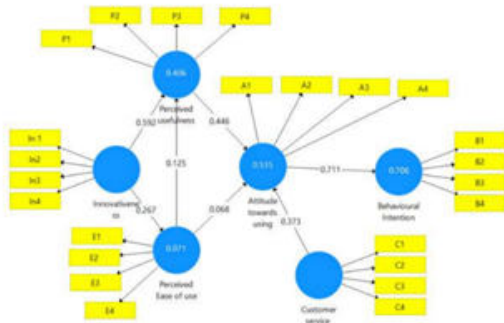 P2
P3
P4
P1
0.406
Perceived
usefulness
A1
A2
A3
A4
0.592
0.446
In 1
In2
In3
In4
Innovativene
ss
0.125
0.535
Attitude
towards
using
0.711
0.706
Behavioural
Intention
B1
B2
B3
B4
0.267
0.068
0.373
E1
E2
E3
E4
0.071
Perceived
Ease of use
Customer
service
C1
C2
C3
C4